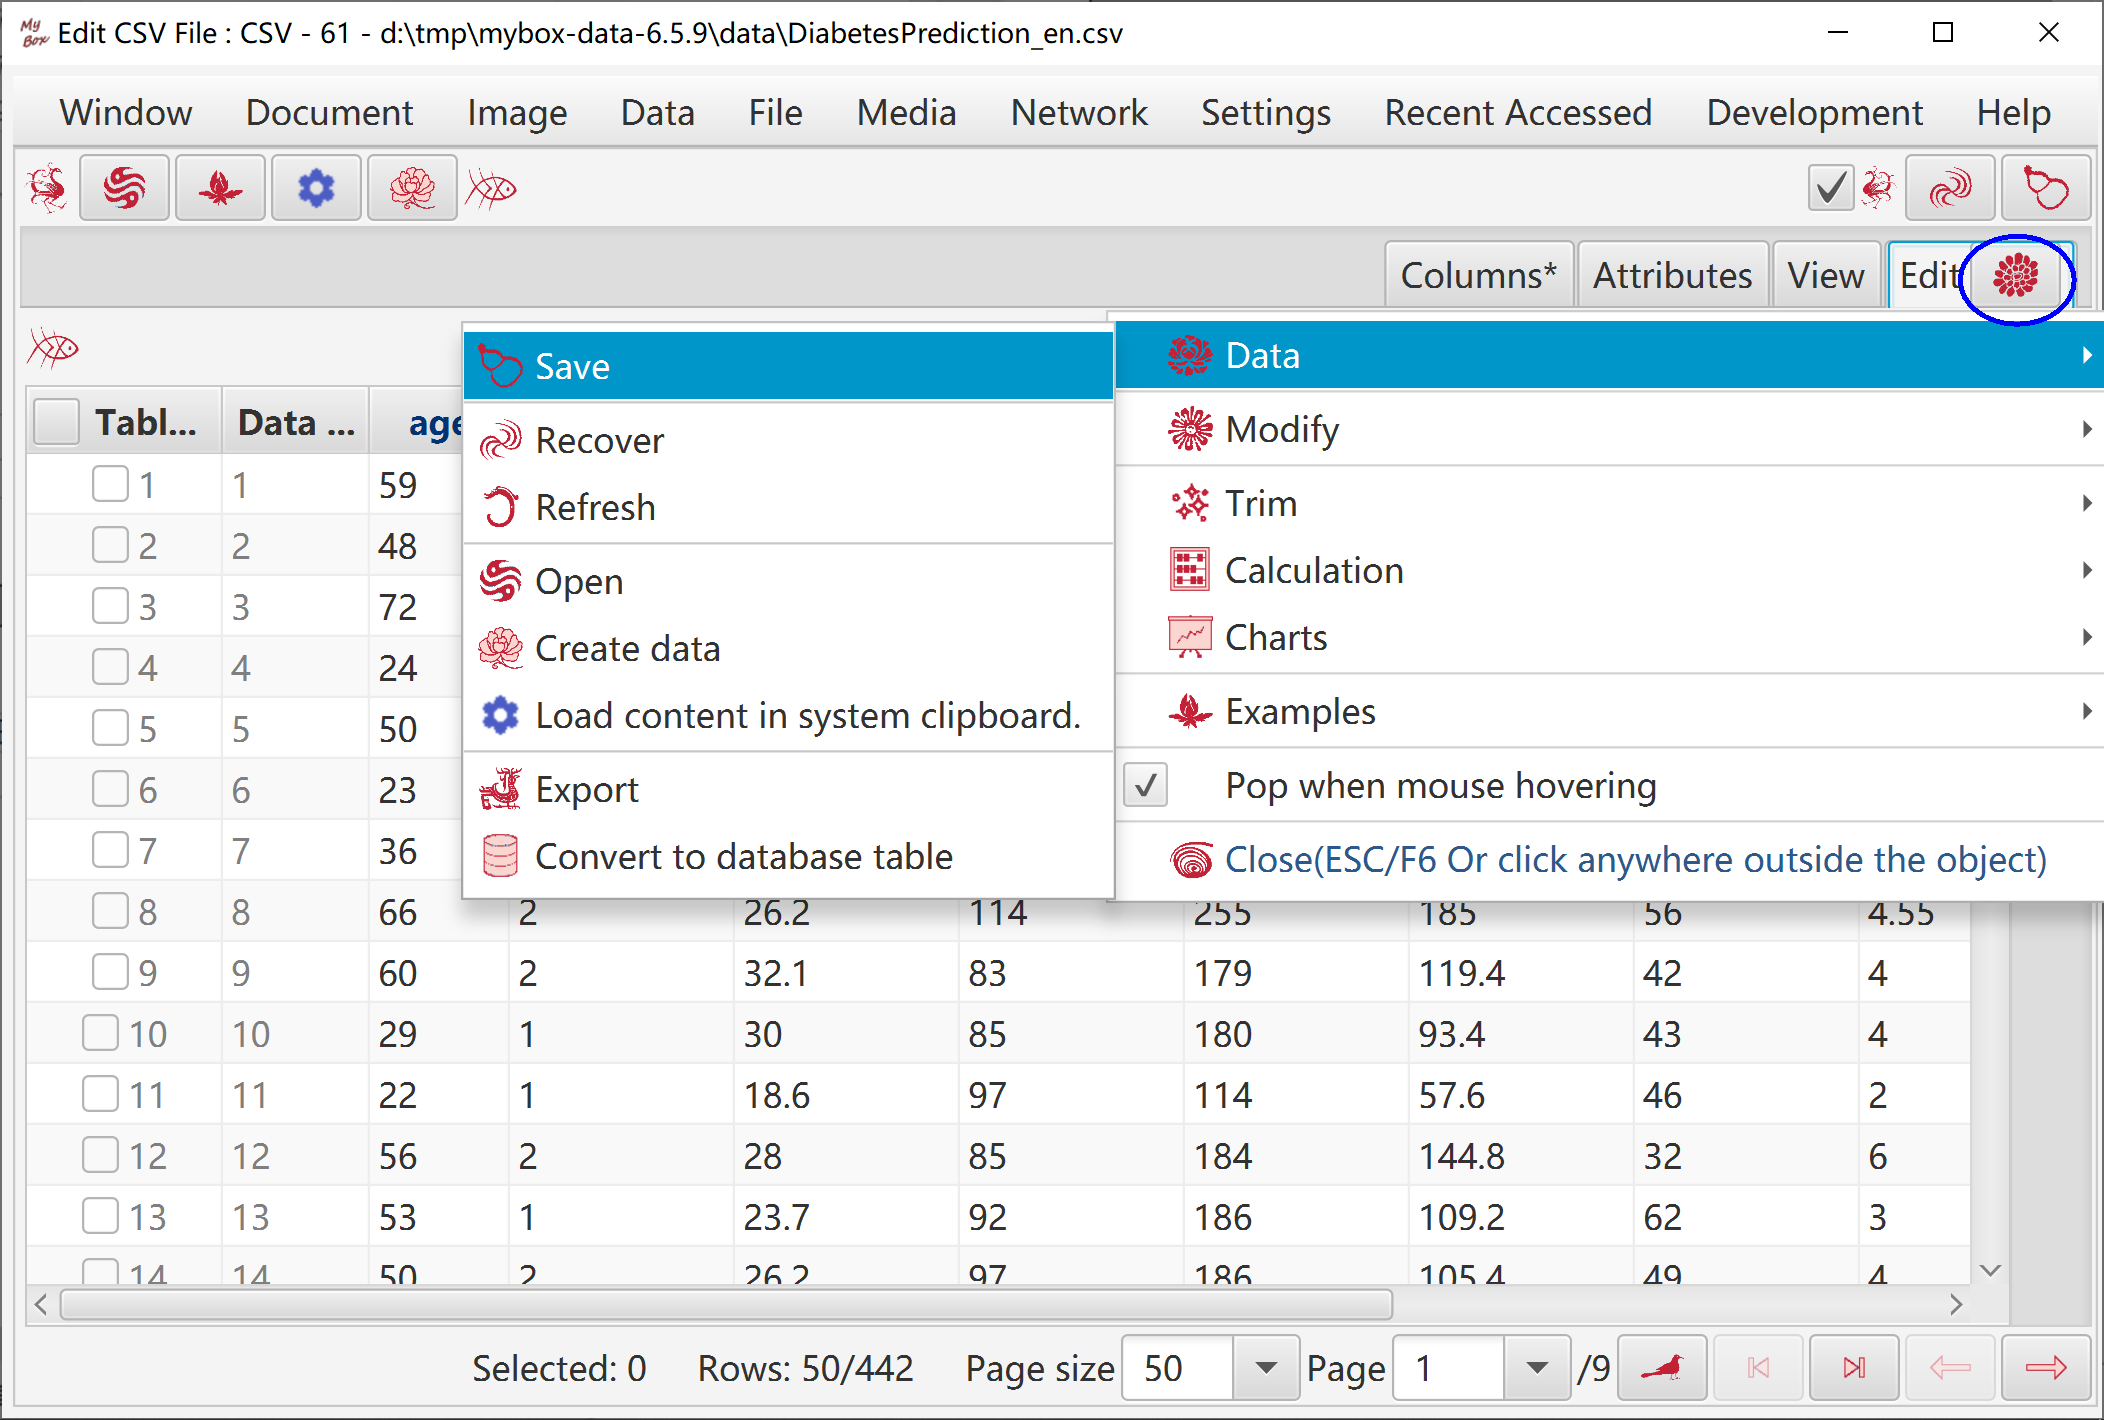 My Box Edit CSV File : CSV - 61 - d:\tmp\mybox-data-6.5.9\data\DiabetesPrediction_en.csv
Window Document Image Data File Media Network Settings Recent Accessed Development Help
Columns* Attributes View Edit
Save
Recover
Refresh
Open
Create data
Load content in system clipboard.
Export
Convert to database table
Data
Modify
Trim
Calculation
Charts
Examples
Pop when mouse hovering
Close(ESC/F6 Or click anywhere outside the object)
Tabl... Data ... age
1 1 59
2 2 48
3 3 72
4 4 24
5 5 50
6 6 23
7 7 36
8 8 66 2 26.2 114 255 185 56 4.55
9 9 60 2 32.1 83 179 119.4 42 4
10 10 29 1 30 85 180 93.4 43 4
11 11 22 1 18.6 97 114 57.6 46 2
12 12 56 2 28 85 184 144.8 32 6
13 13 53 1 23.7 92 186 109.2 62 3
14 14 50 2 26.2 97 186 105.4 49 4
Selected: 0 Rows: 50/442 Page size 50 Page 1 /9